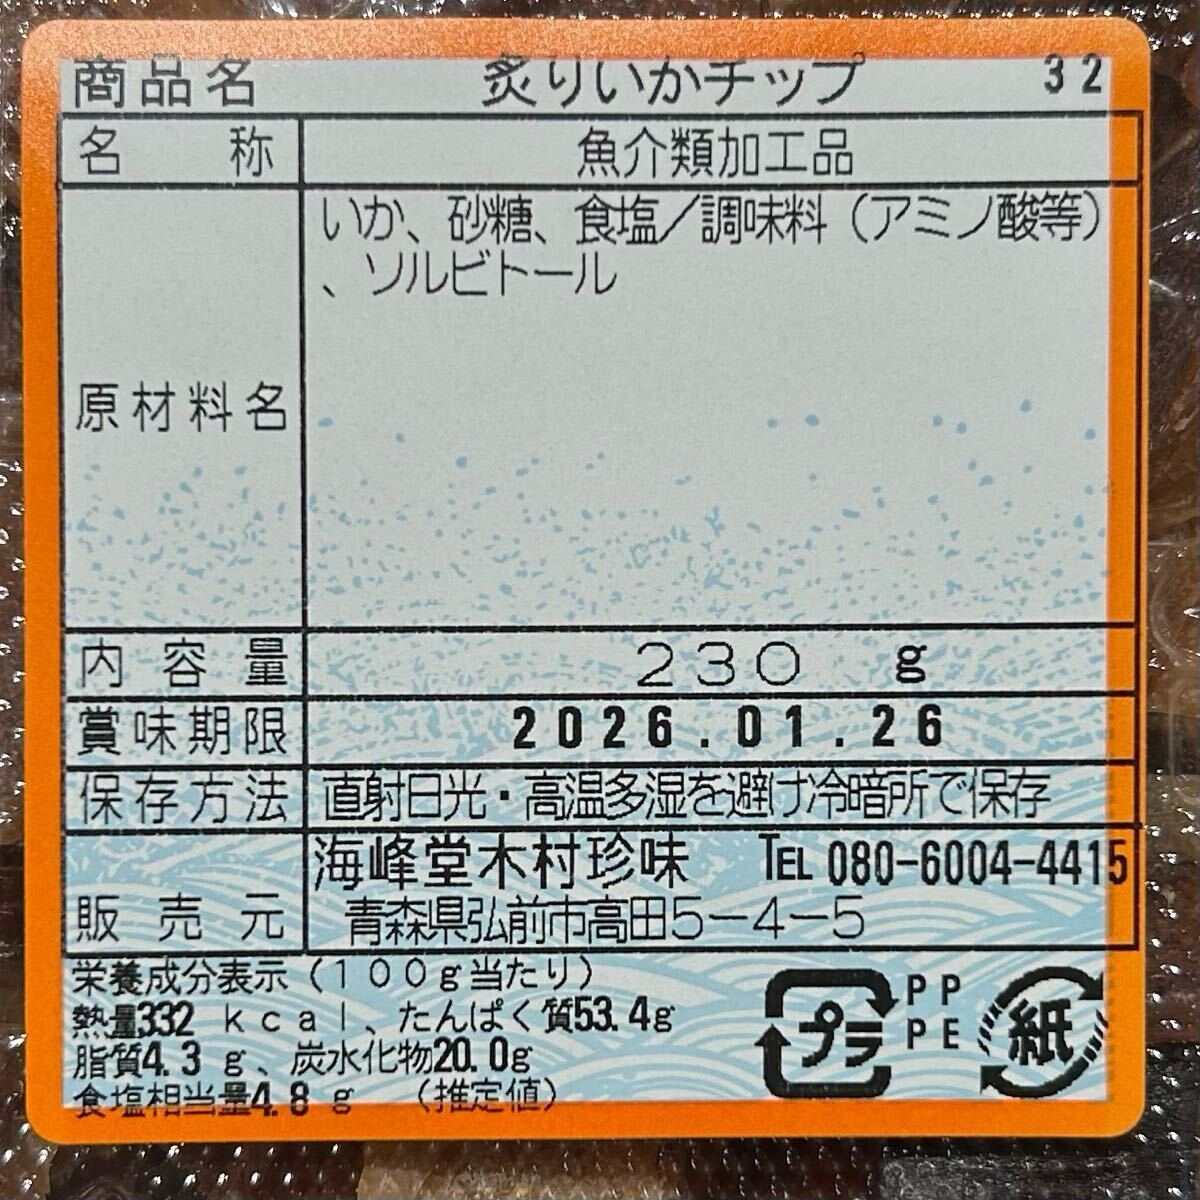 商品名 炙りいかチップ 32
名称 魚介類加工品
原材料名 いか、砂糖、食塩／調味料（アミノ酸等）
、ソルビトール
内容量 230 g
賞味期限 2026.01.26
保存方法 直射日光・高温多湿を避け冷暗所で保存
販売元 海峰堂木村珍味 TEL 080-6004-4415
青森県弘前市高田5-4-5
栄養成分表示（100g当たり）
熱量332 kcal、たんぱく質53.4g
脂質4.3 g、炭水化物20.0g
食塩相当量4.8 g （推定値）
プラ
PP
PE
紙